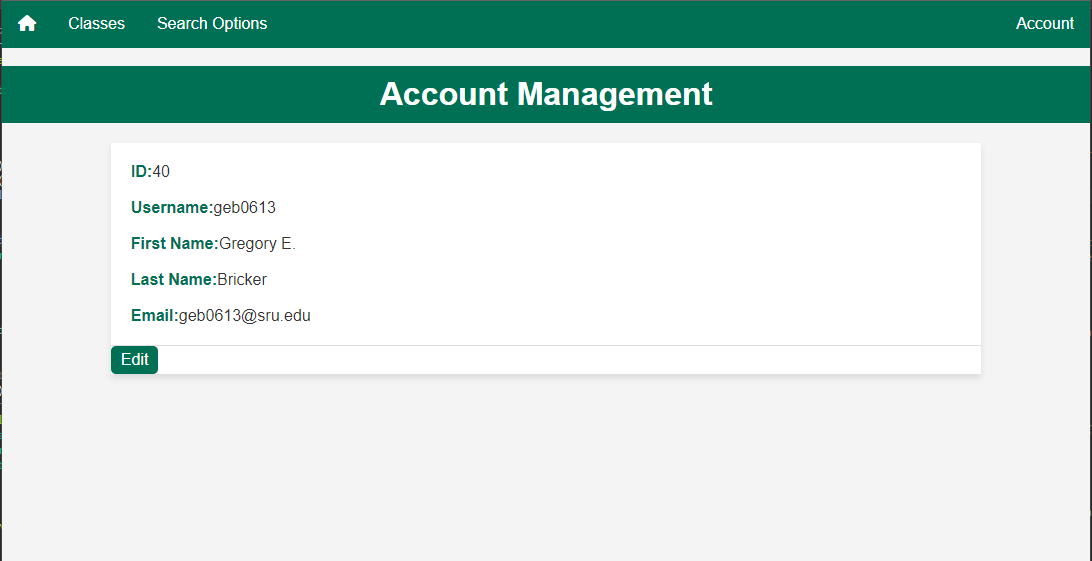 Classes Search Options Account
Account Management
ID:40
Username:geb0613
First Name:Gregory E.
Last Name:Bricker
Email:geb0613@sru.edu
Edit